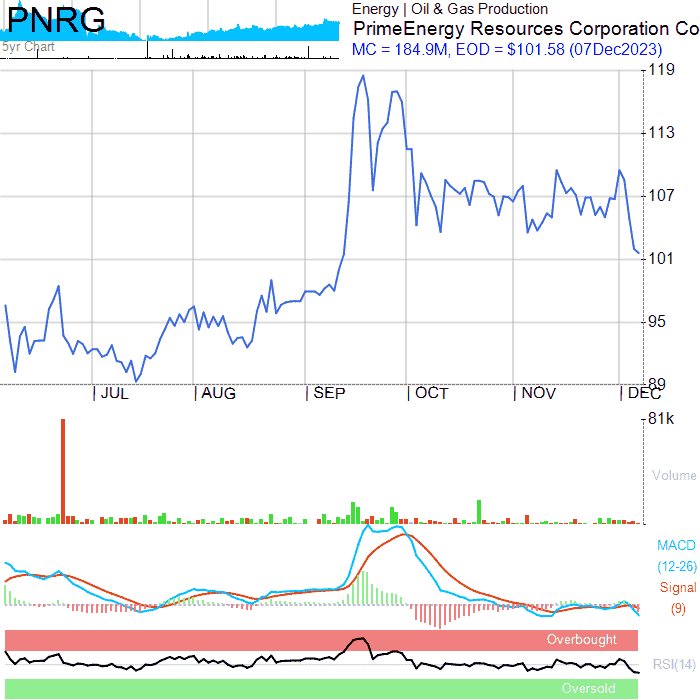 PNRG
5yr Chart
Energy | Oil & Gas Production
PrimeEnergy Resources Corporation Co
MC = 184.9M, EOD = $101.58 (07Dec2023)
119
113
107
101
95
89
JUL
AUG
SEP
OCT
NOV
DEC
81k
Volume
MACD
(12-26)
Signal
(9)
Overbought
RSI(14)
Oversold